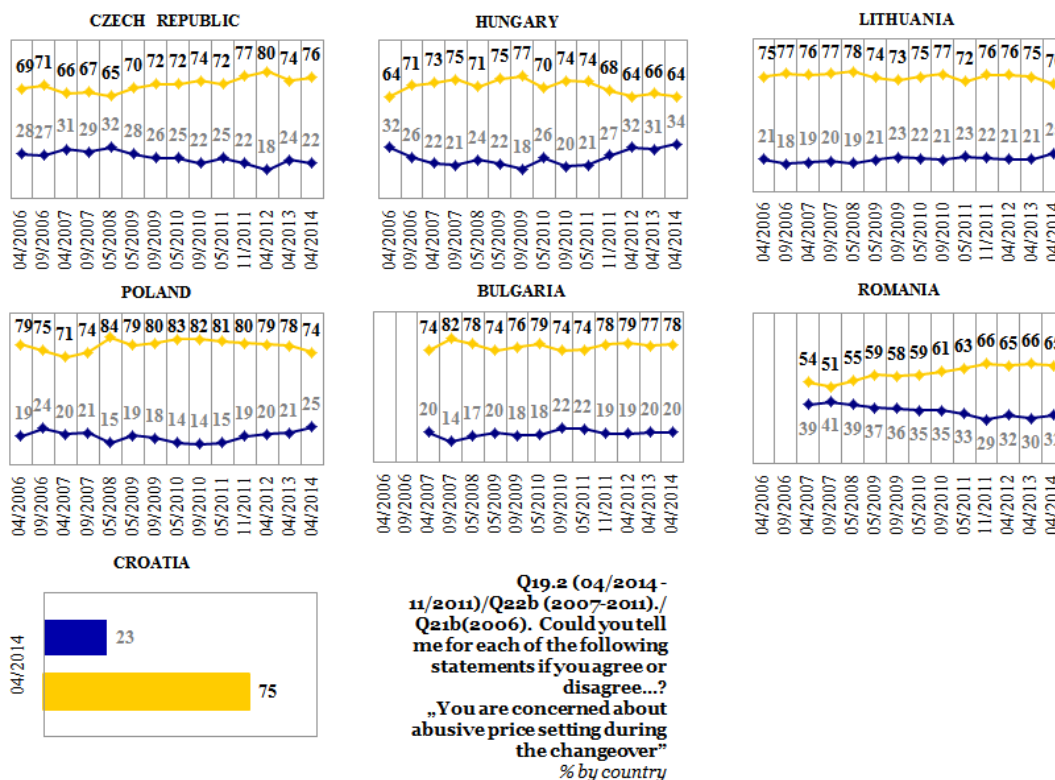 CZECH REPUBLIC
69 71 66 67 65 70 72 72 74 72 77 80 74 76
28 27 31 29 32 28 26 25 22 25 22 18 24 22
04/2006 09/2006 04/2007 09/2007 05/2008 05/2009 09/2009 05/2010 09/2010 05/2011 11/2011 04/2012 04/2013 04/2014
HUNGARY
64 71 73 75 71 75 77 70 74 74 68 64 66 64
32 26 22 21 24 22 18 26 20 21 27 32 31 34
04/2006 09/2006 04/2007 09/2007 05/2008 05/2009 09/2009 05/2010 09/2010 05/2011 11/2011 04/2012 04/2013 04/2014
LITHUANIA
75 77 76 77 78 74 73 75 77 72 76 76 75
21 18 19 20 19 21 23 22 21 23 22 21 21
04/2006 09/2006 04/2007 09/2007 05/2008 05/2009 09/2009 05/2010 09/2010 05/2011 11/2011 04/2012 04/2013 04/2014
POLAND
79 75 71 74 84 79 80 83 82 81 80 79 78 74
19 24 20 21 15 19 18 14 14 15 19 20 21 25
04/2006 09/2006 04/2007 09/2007 05/2008 05/2009 09/2009 05/2010 09/2010 05/2011 11/2011 04/2012 04/2013 04/2014
BULGARIA
74 82 78 74 76 79 74 74 78 79 77 78
20 14 17 20 18 18 22 22 19 19 20 20
04/2006 09/2006 04/2007 09/2007 05/2008 05/2009 09/2009 05/2010 09/2010 05/2011 11/2011 04/2012 04/2013 04/2014
ROMANIA
54 51 55 59 58 59 61 63 66 65 66
39 41 39 37 36 35 35 33 29 32 30
04/2006 09/2006 04/2007 09/2007 05/2008 05/2009 09/2009 05/2010 09/2010 05/2011 11/2011 04/2012 04/2013 04/2014
CROATIA
04/2014
23
75
Q19.2 (04/2014 -
11/2011)/Q22b (2007-2011)./
Q21b(2006). Could you tell
me for each of the following
statements if you agree or
disagree...?
„You are concerned about
abusive price setting during
the changeover”
% by country